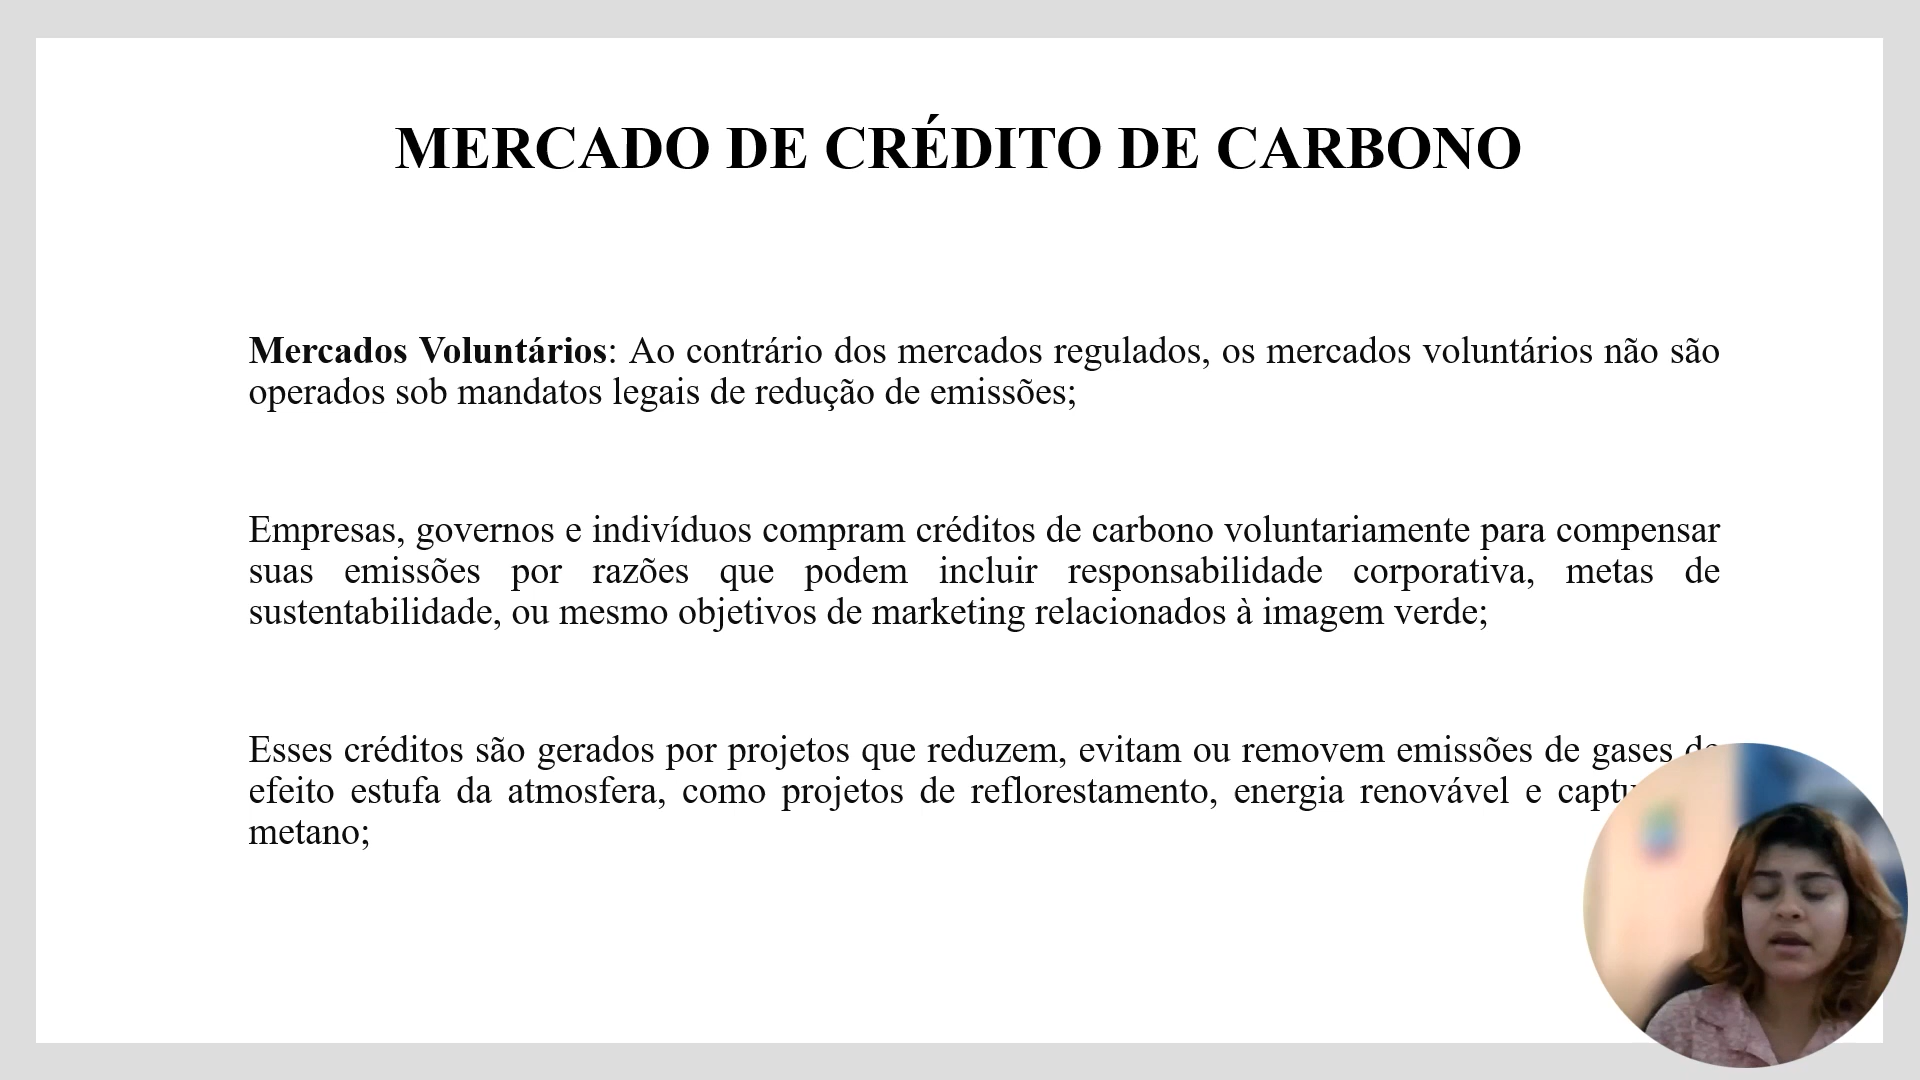 MERCADO DE CRÉDITO DE CARBONO
Mercados Voluntários: Ao contrário dos mercados regulados, os mercados voluntários não são
operados sob mandatos legais de redução de emissões;
Empresas, governos e indivíduos compram créditos de carbono voluntariamente para compensar
suas emissões por razões que podem incluir responsabilidade corporativa, metas de
sustentabilidade, ou mesmo objetivos de marketing relacionados à imagem verde;
Esses créditos são gerados por projetos que reduzem, evitam ou removem emissões de gases de
efeito estufa da atmosfera, como projetos de reflorestamento, energia renovável e
metano;